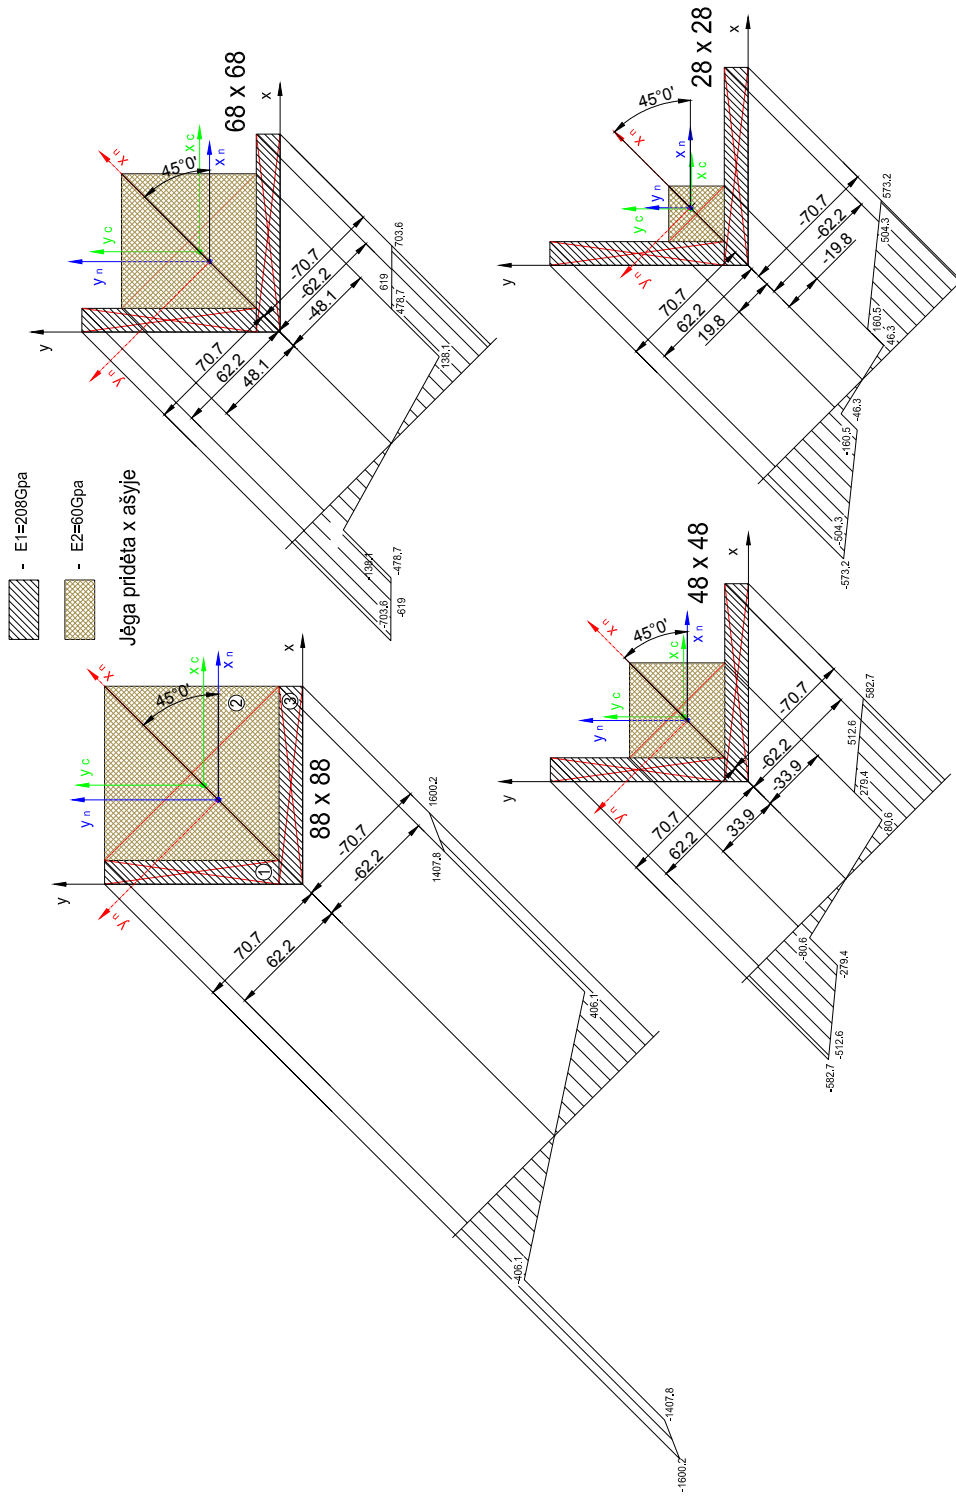 - E1=208Gpa
- E2=60Gpa
Jėga pridėta x ašyje
y
y c
y n
x n
y n
45°0'
x c
x n
x
1
2
3
88 x 88
70.7
62.2
-70.7
-62.2
1600.2
1407.8
406.1
-406.1
-1407.8
-1600.2
y
y c
y n
x n
y n
45°0'
x c
x n
x
68 x 68
70.7
62.2
48.1
-70.7
-62.2
-48.1
703.6
619
478,7
138.1
-138.1
-478,7
-703.6
-619
y
y c
y n
x n
y n
45°0'
x c
x n
x
48 x 48
70.7
62.2
33.9
-70.7
-62.2
-33.9
582.7
512.6
279.4
80.6
-80.6
-279.4
-512.6
-582.7
y
y c
y n
x n
y n
45°0'
x c
x n
x
28 x 28
70.7
62.2
19.8
-70.7
-62.2
-19.8
573.2
504.3
160.5
46.3
-46.3
-160.5
-504.3
-573.2